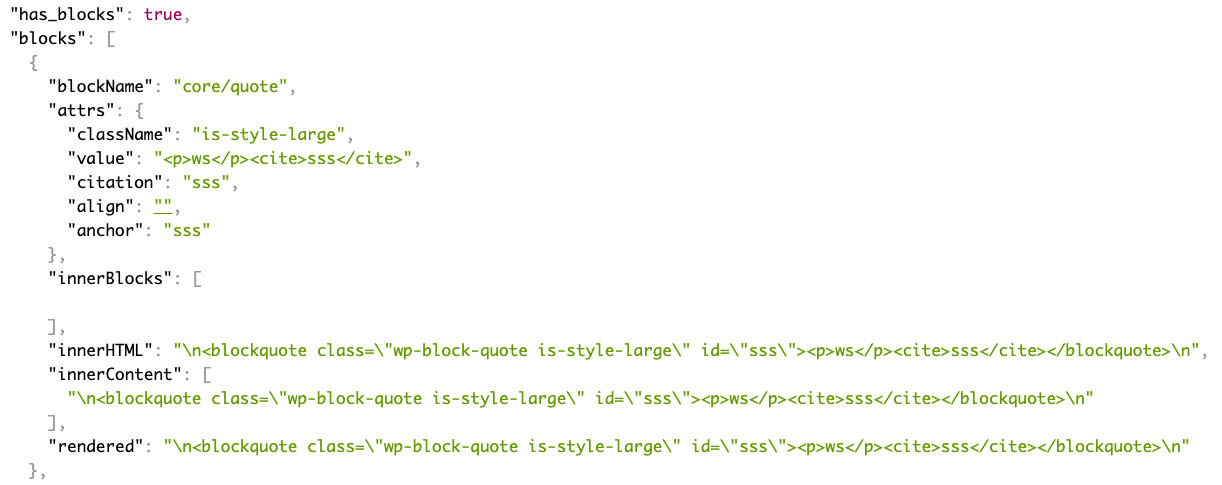 "has_blocks": true,
"blocks": [
  {
    "blockName": "core/quote",
    "attrs": {
      "className": "is-style-large",
      "value": "<p>ws</p><cite>sss</cite>",
      "citation": "sss",
      "align": "",
      "anchor": "sss"
    },
    "innerBlocks": [

    ],
    "innerHTML": "\n<blockquote class=\"wp-block-quote is-style-large\" id=\"sss\"><p>ws</p><cite>sss</cite></blockquote>\n",
    "innerContent": [
      "\n<blockquote class=\"wp-block-quote is-style-large\" id=\"sss\"><p>ws</p><cite>sss</cite></blockquote>\n"
    ],
    "rendered": "\n<blockquote class=\"wp-block-quote is-style-large\" id=\"sss\"><p>ws</p><cite>sss</cite></blockquote>\n"
  },